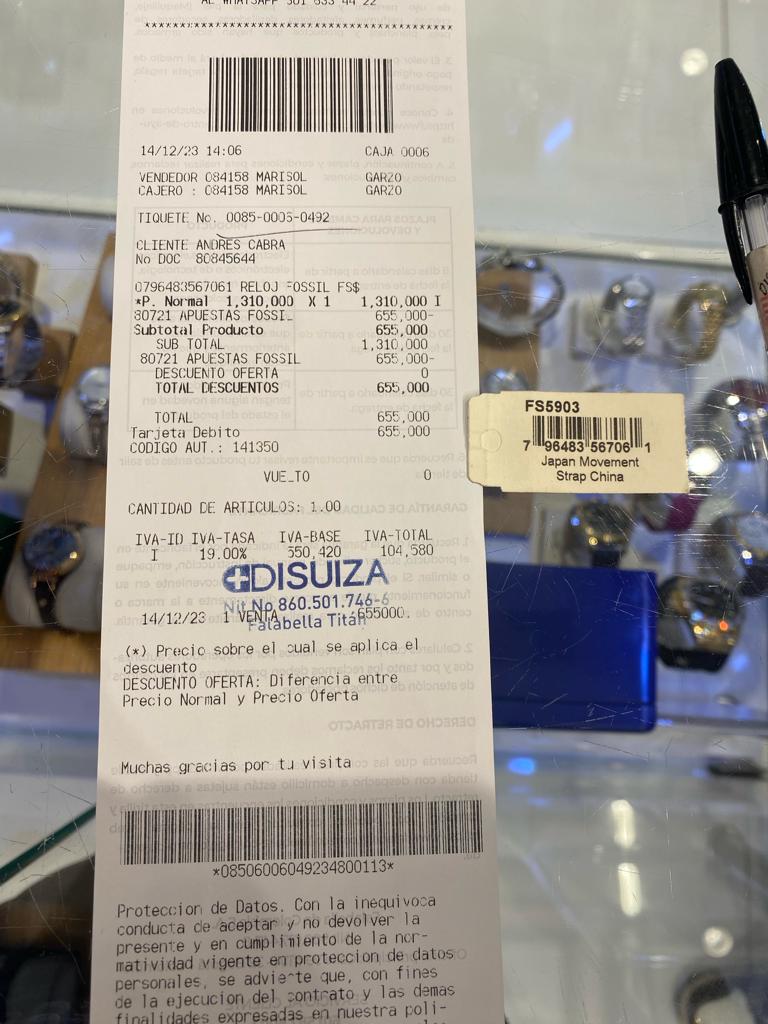 AL WHATSAPP 301 633 44 22
************************************
14/12/23 14:06 CAJA 0006
VENDEDOR 084158 MARISOL GARZO
CAJERO : 084158 MARISOL GARZO
TIQUETE No. 0085-0006-0492
CLIENTE ANDRES CABRA
No DOC 80845644
0796483567061 RELOJ FOSSIL FS$
*P. Normal 1,310,000 X 1 1,310,000 I
80721 APUESTAS FOSSIL 655,000-
Subtotal Producto 655,000
SUB TOTAL 1,310,000
80721 APUESTAS FOSSIL 655,000-
DESCUENTO OFERTA 0
TOTAL DESCUENTOS 655,000
TOTAL 655,000
Tarjeta Debito 655,000
CODIGO AUT.: 141350
VUELTO 0
CANTIDAD DE ARTICULOS: 1.00
IVA-ID IVA-TASA IVA-BASE IVA-TOTAL
I 19.00% 550,420 104,580
DISUIZA
Nit No.860.501.746-6
14/12/23 1 VENTA 655000.
Falabella Titán
(*) Precio sobre el cual se aplica el
descuento
DESCUENTO OFERTA: Diferencia entre
Precio Normal y Precio Oferta
Muchas gracias por tu visita
*08506006049234800113*
Proteccion de Datos. Con la inequivoca
conducta de aceptar y no devolver la
presente y en cumplimiento de la nor-
matividad vigente en proteccion de datos
personales, se advierte que, con fines
de la ejecucion del contrato y las demas
finalidades expresadas en nuestra poli-
FS5903
7 96483 56706 1
Japan Movement
Strap China